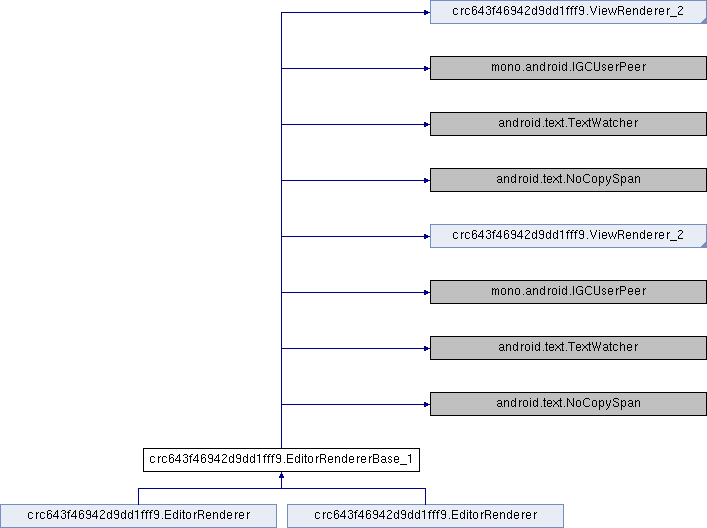 crc643f46942d9dd1fff9.ViewRenderer_2
mono.android.IGCUserPeer
android.text.TextWatcher
android.text.NoCopySpan
crc643f46942d9dd1fff9.ViewRenderer_2
mono.android.IGCUserPeer
android.text.TextWatcher
android.text.NoCopySpan
crc643f46942d9dd1fff9.EditorRendererBase_1
crc643f46942d9dd1fff9.EditorRenderer
crc643f46942d9dd1fff9.EditorRenderer